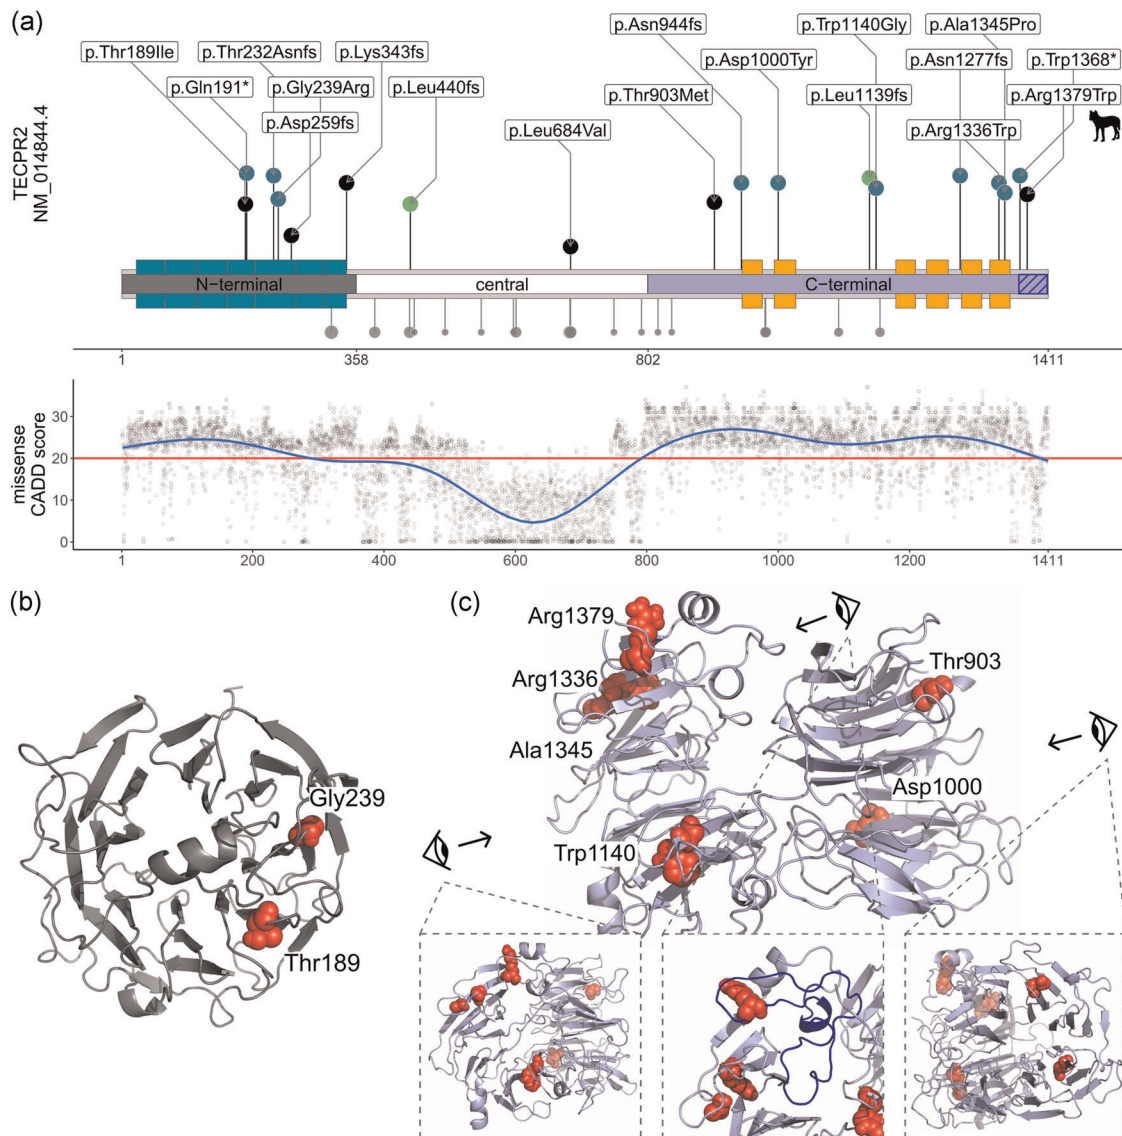 (a)
p.Thr189Ile
p.Thr232Asnfs
p.Lys343fs
p.Asn944fs
p.Trp1140Gly
p.Ala1345Pro
p.Gln191*
p.Gly239Arg
p.Leu440fs
p.Asp1000Tyr
p.Asn1277fs
p.Trp1368*
p.Asp259fs
p.Leu684Val
p.Thr903Met
p.Leu1139fs
p.Arg1379Trp
p.Arg1336Trp
TECPR2
NM_014844.4
N−terminal
central
C−terminal
1
358
802
1411
missense
CADD score
30
20
10
0
1
200
400
600
800
1000
1200
1411
(b)
Gly239
Thr189
(c)
Arg1379
Arg1336
Ala1345
Trp1140
Thr903
Asp1000